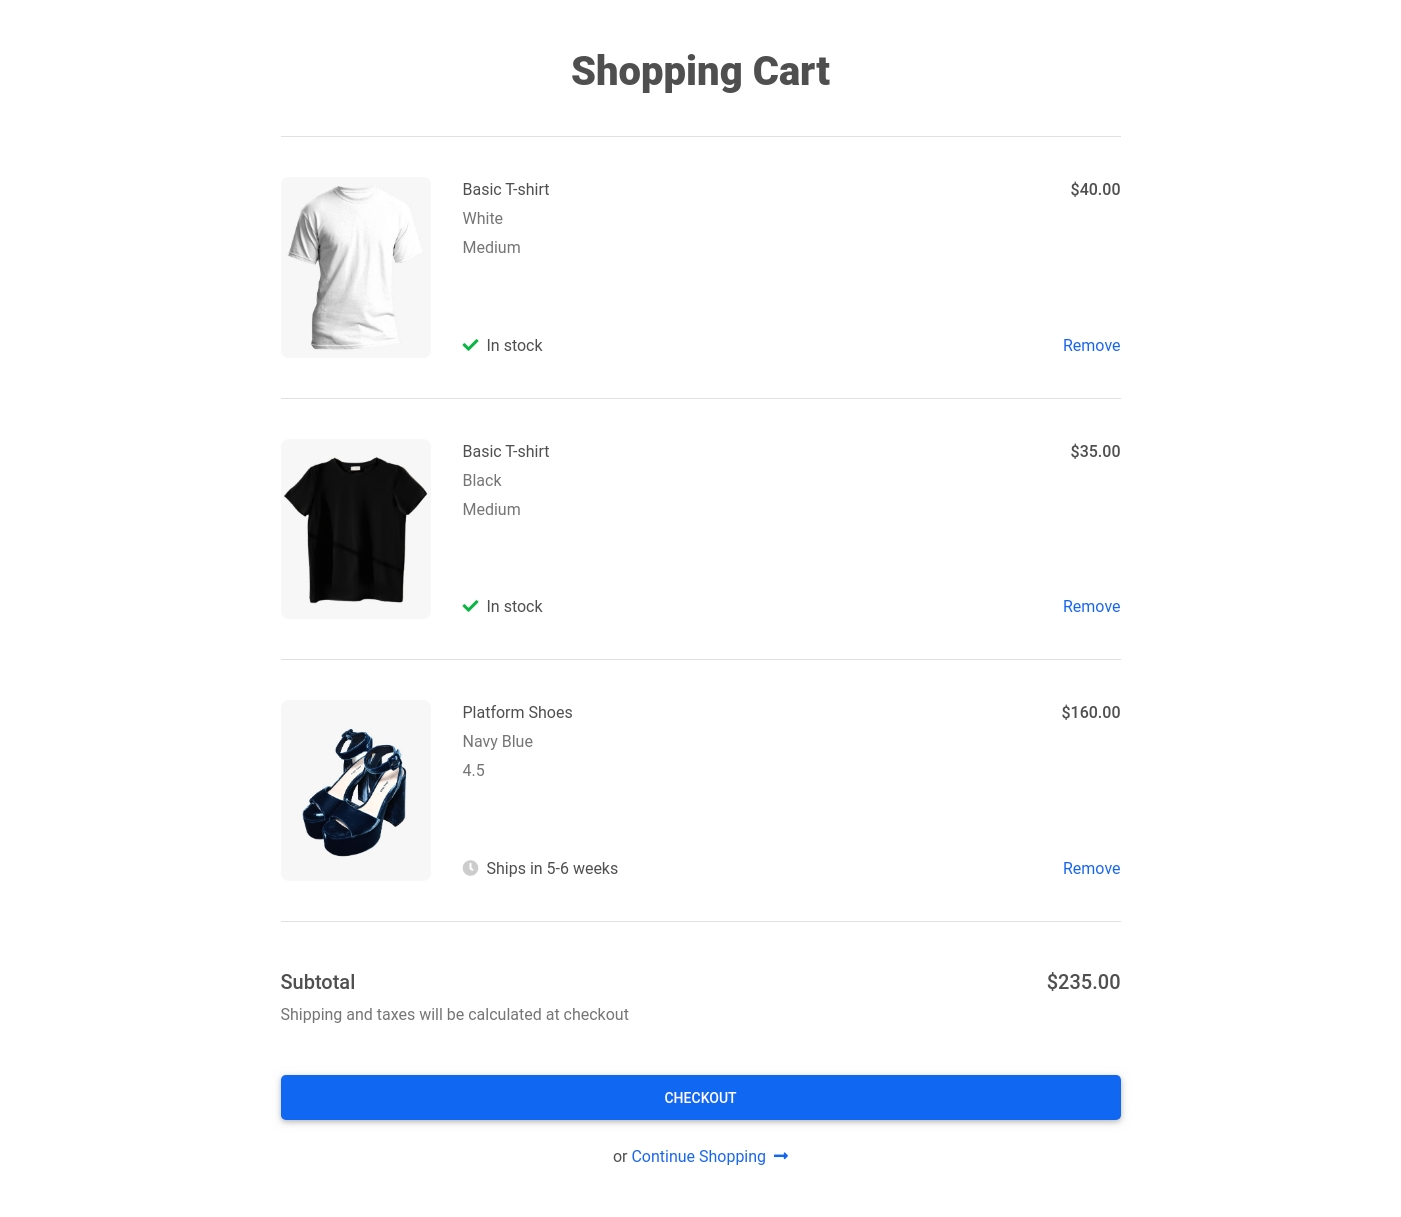 Shopping Cart
Basic T-shirt
$40.00
White
Medium
In stock
Remove
Basic T-shirt
$35.00
Black
Medium
In stock
Remove
Platform Shoes
$160.00
Navy Blue
4.5
Ships in 5-6 weeks
Remove
Subtotal
$235.00
Shipping and taxes will be calculated at checkout
CHECKOUT
or Continue Shopping